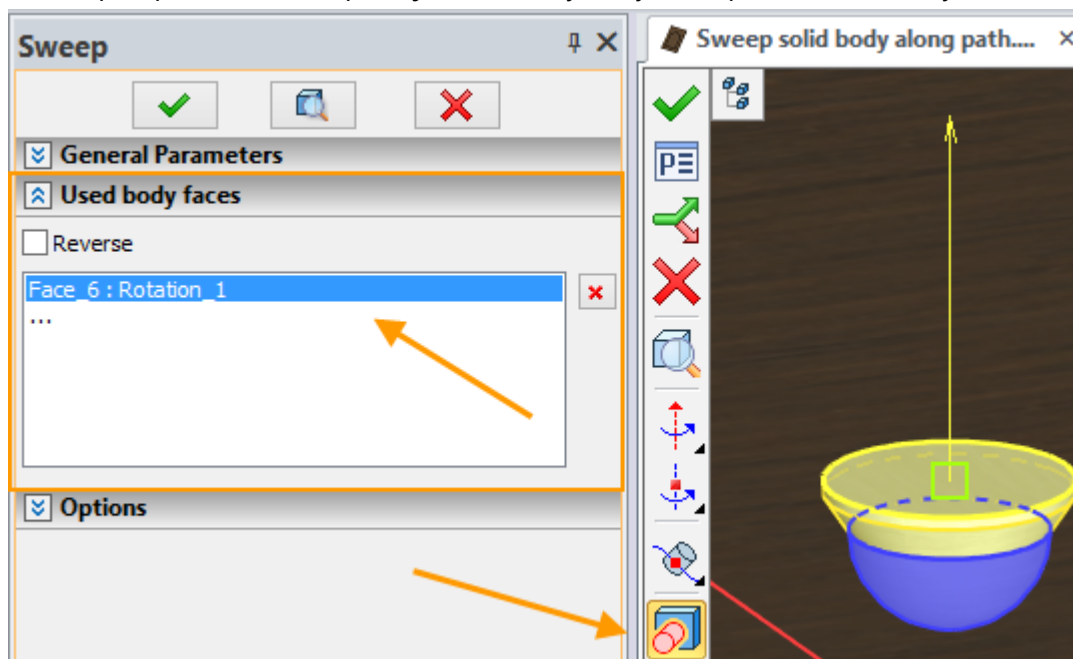 Sweep
Sweep solid body along path....
General Parameters
Used body faces
Reverse
Face_6 : Rotation_1
...
Options